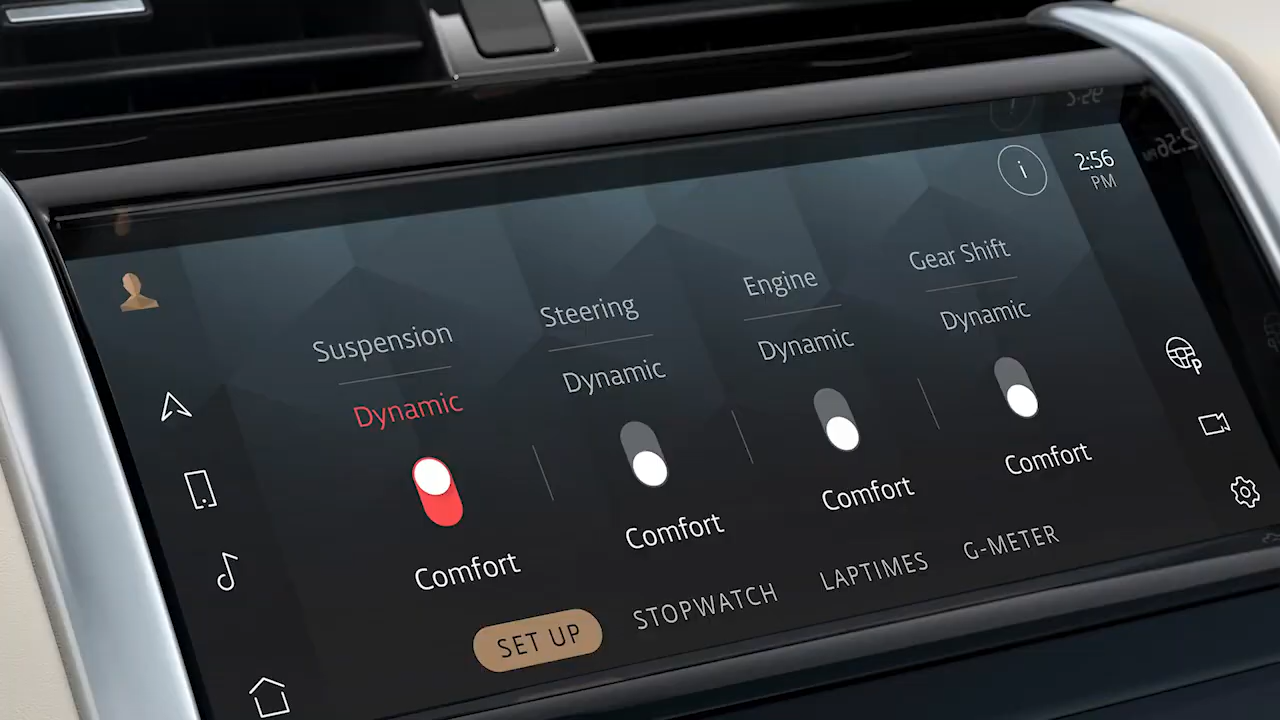 i
2:56
PM
Suspension
Steering
Engine
Gear Shift
Dynamic
Dynamic
Dynamic
Dynamic
P
Comfort
Comfort
Comfort
Comfort
SET UP
STOPWATCH
LAPTIMES
G-METER